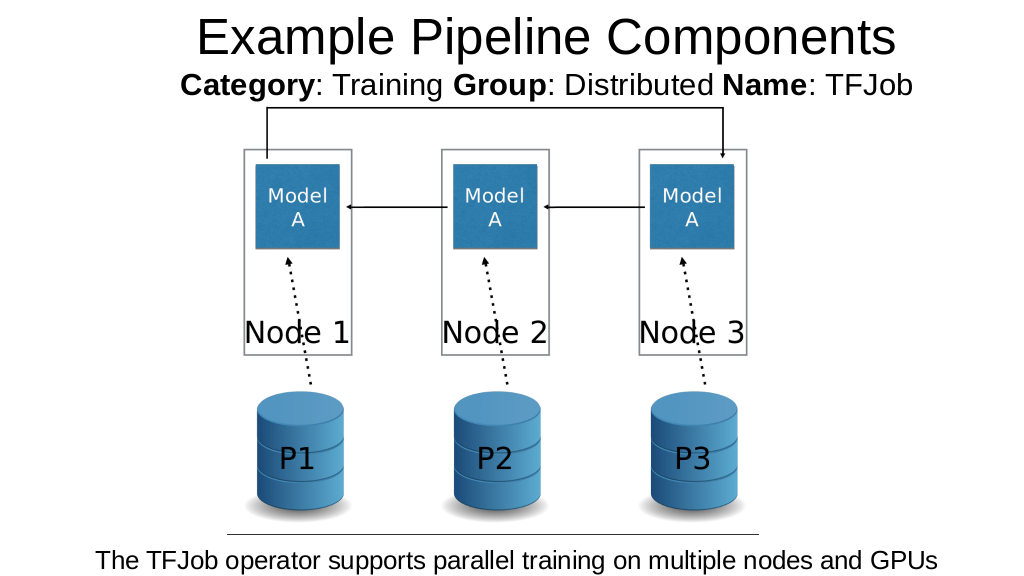 Example Pipeline Components
Category: Training Group: Distributed Name: TFJob
Model
A
Model
A
Model
A
Node 1
Node 2
Node 3
P1
P2
P3
The TFJob operator supports parallel training on multiple nodes and GPUs